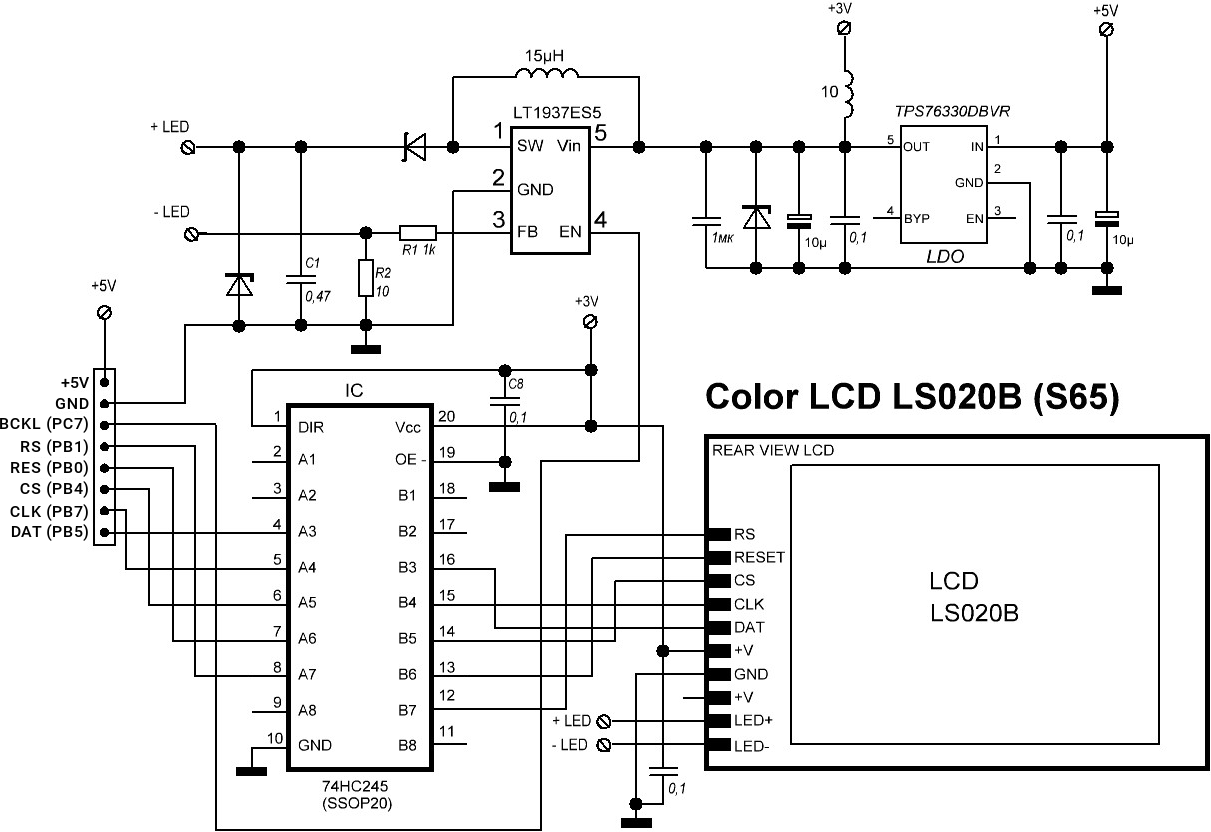 +3V
+5V
15µH
10
LT1937ES5
TPS76330DBVR
+ LED
1
SW
Vin
5
5
OUT
IN
1
2
GND
GND
2
- LED
3
FB
EN
4
4
BYP
EN
3
R1 1k
1мк
10µ
0,1
0,1
10µ
LDO
C1
0,47
R2
10
+5V
+3V
+5V
GND
BCKL (PC7)
RS (PB1)
RES (PB0)
CS (PB4)
CLK (PB7)
DAT (PB5)
IC
C8
0,1
1
DIR
Vcc
20
2
A1
OE -
19
3
A2
B1
18
4
A3
B2
17
5
A4
B3
16
6
A5
B4
15
7
A6
B5
14
8
A7
B6
13
9
A8
B7
12
10
GND
B8
11
74HC245
(SSOP20)
Color LCD LS020B (S65)
REAR VIEW LCD
RS
RESET
CS
CLK
DAT
+V
GND
+V
+ LED
LED+
- LED
LED-
LCD
LS020B
0,1